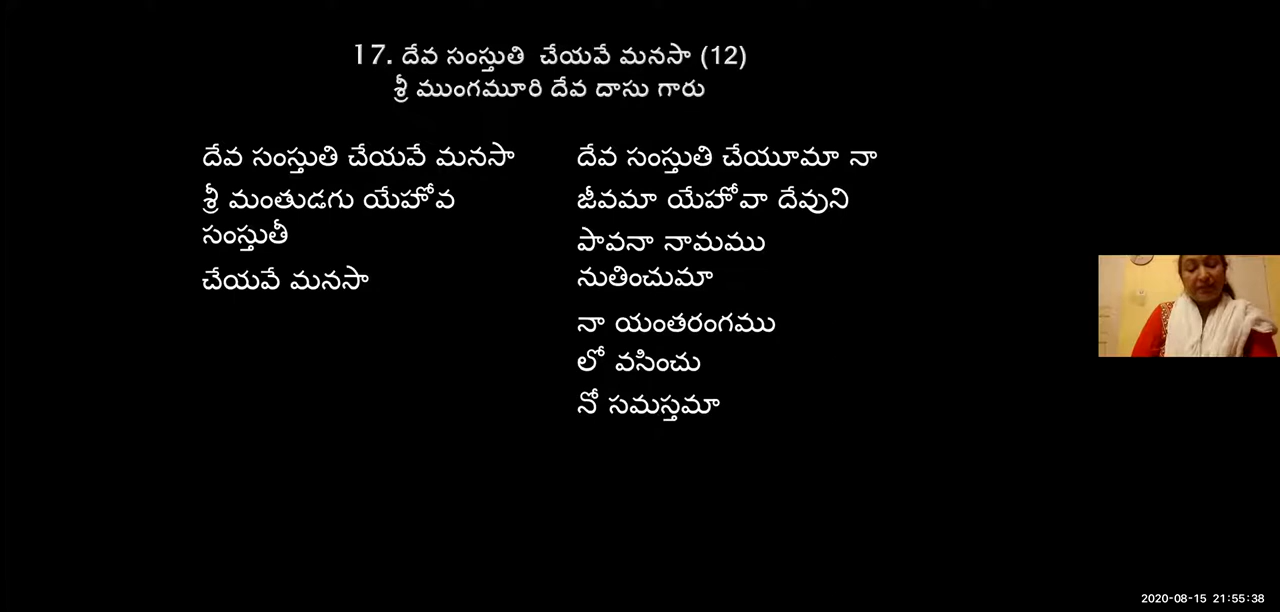 17. దేవ సంస్తుతి చేయవే మనసా (12)
శ్రీ ముంగమూరి దేవ దాసు గారు
దేవ సంస్తుతి చేయవే మనసా
శ్రీ మంతుడగు యేహోవ
సంస్తుతీ
చేయవే మనసా
దేవ సంస్తుతి చేయూమా నా
జీవమా యేహోవా దేవుని
పావనా నామము
నుతించుమా
నా యంతరంగము
లో వసించు
నో సమస్తమా
2020-08-15 21:55:38